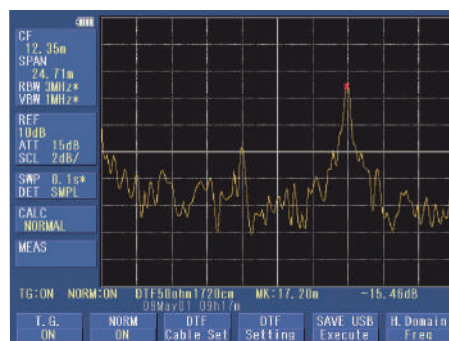 CF
12.35m
SPAN
24.71m
RBW 3MHz*
VBW 1MHz*
REF
10dB
ATT 15dB
SCL 2dB/
SWP 0.1s*
DET SMPL
CALC
NORMAL
MEAS
TG:ON NORM:ON DTF50ohm1720cm MK:17.20m -15.46dB
09May01 09h17m
T.G. NORM DTF DTF SAVE USB H.Domain
ON ON Cable Set Setting Execute Freq